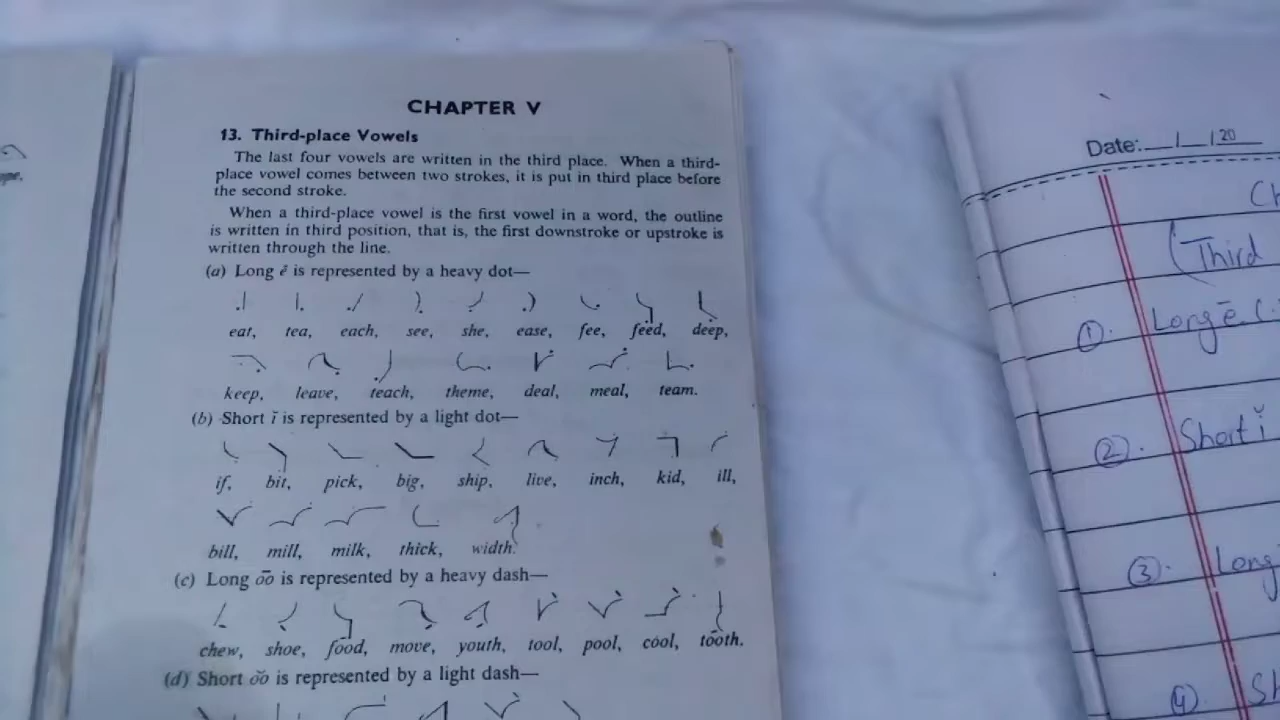 CHAPTER V
13. Third-place Vowels
The last four vowels are written in the third place. When a third-
place vowel comes between two strokes, it is put in third place before
the second stroke.
When a third-place vowel is the first vowel in a word, the outline
is written in third position, that is, the first downstroke or upstroke is
written through the line.
(a) Long ē is represented by a heavy dot—
eat, tea, each, see, she, ease, fee, feed, deep,
keep, leave, teach, theme, deal, meal, team.
(b) Short ĭ is represented by a light dot—
if, bit, pick, big, ship, live, inch, kid, ill,
bill, mill, milk, thick, width.
(c) Long o͞o is represented by a heavy dash—
chew, shoe, food, move, youth, tool, pool, cool, tooth.
(d) Short o͝o is represented by a light dash—
Date: / /20
Ch
(Third
1. Long ē. (
2. Short ĭ
3. Long
4. Sh